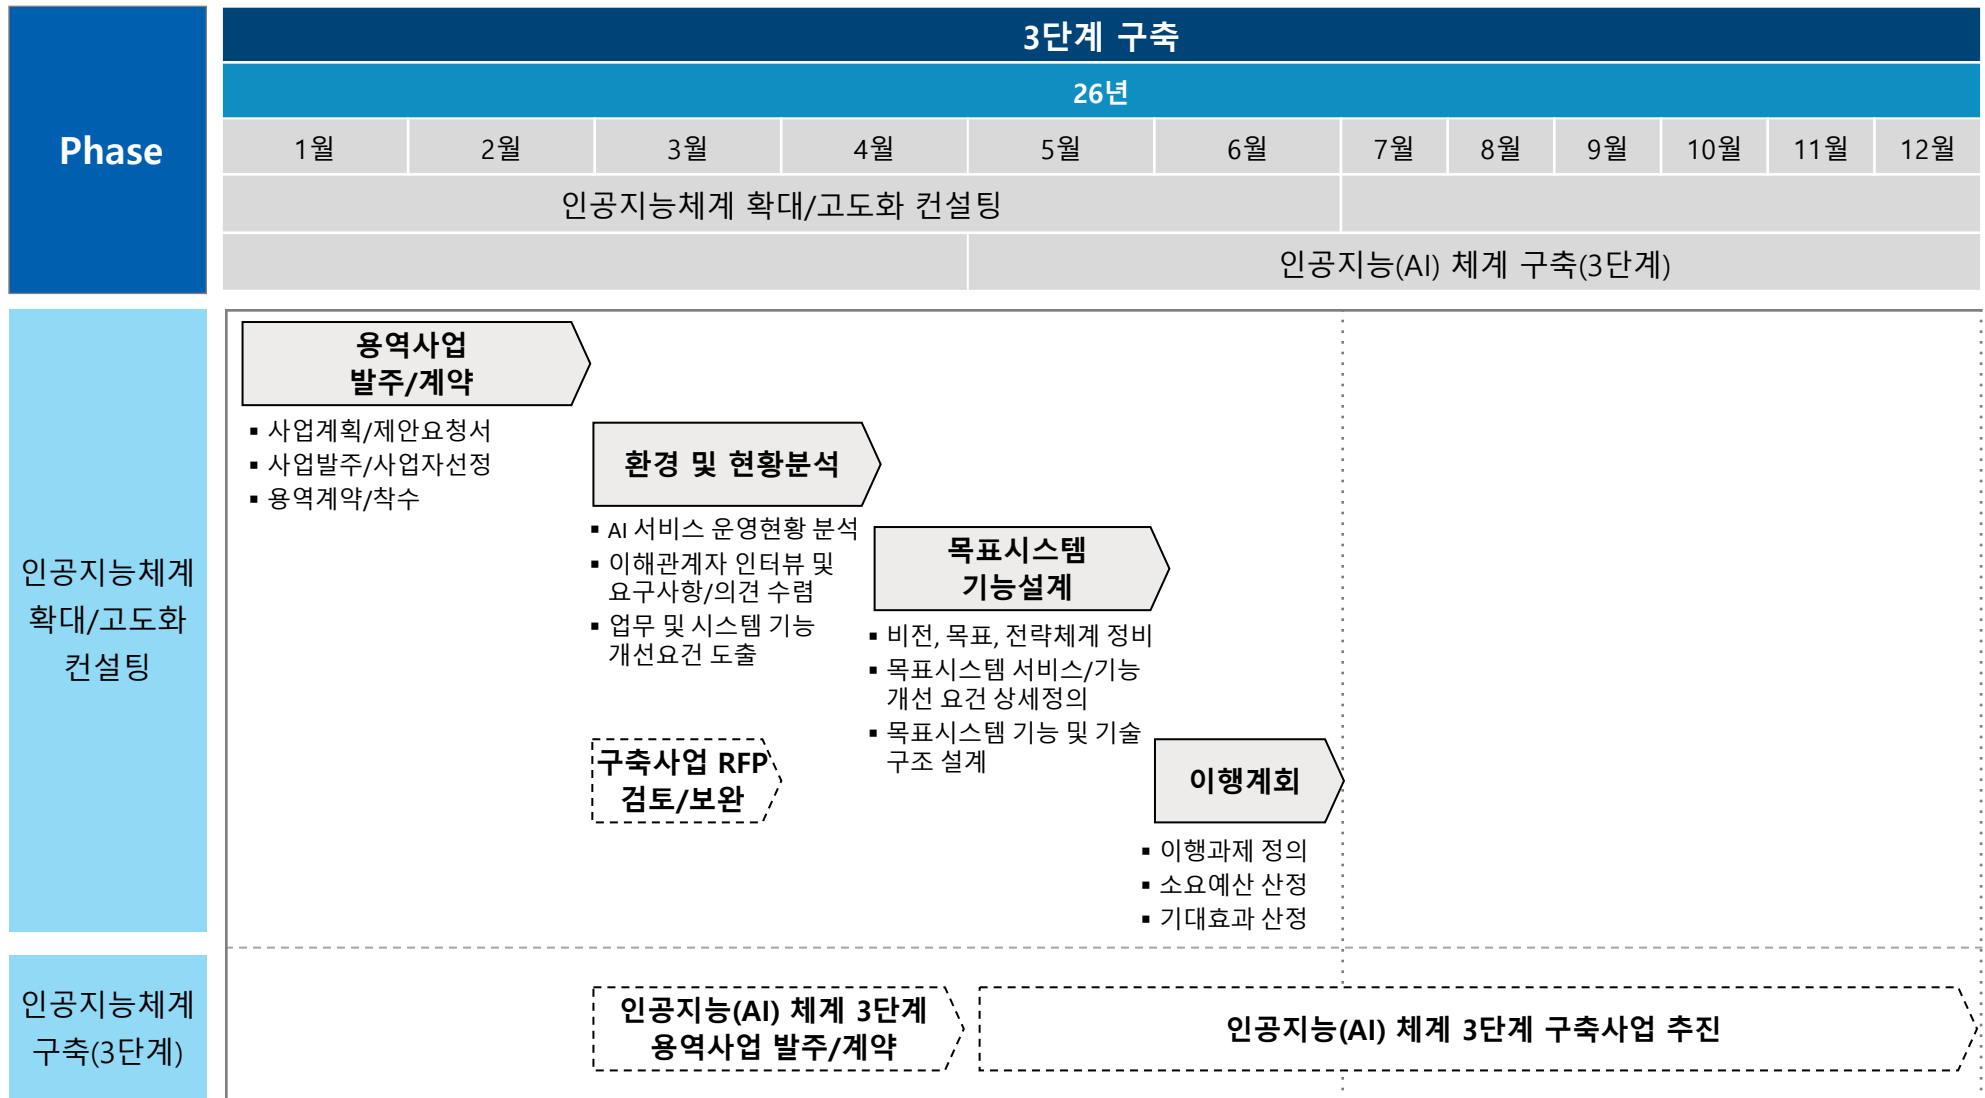 Phase
3단계 구축
26년
1월 2월 3월 4월 5월 6월 7월 8월 9월 10월 11월 12월
인공지능체계 확대/고도화 컨설팅
인공지능(AI) 체계 구축(3단계)
인공지능체계
확대/고도화
컨설팅
용역사업
발주/계약
▪ 사업계획/제안요청서
▪ 사업발주/사업자선정
▪ 용역계약/착수
환경 및 현황분석
▪ AI 서비스 운영현황 분석
▪ 이해관계자 인터뷰 및
요구사항/의견 수렴
▪ 업무 및 시스템 기능
개선요건 도출
구축사업 RFP
검토/보완
목표시스템
기능설계
▪ 비전, 목표, 전략체계 정비
▪ 목표시스템 서비스/기능
개선 요건 상세정의
▪ 목표시스템 기능 및 기술
구조 설계
이행계회
▪ 이행과제 정의
▪ 소요예산 산정
▪ 기대효과 산정
인공지능체계
구축(3단계)
인공지능(AI) 체계 3단계
용역사업 발주/계약
인공지능(AI) 체계 3단계 구축사업 추진